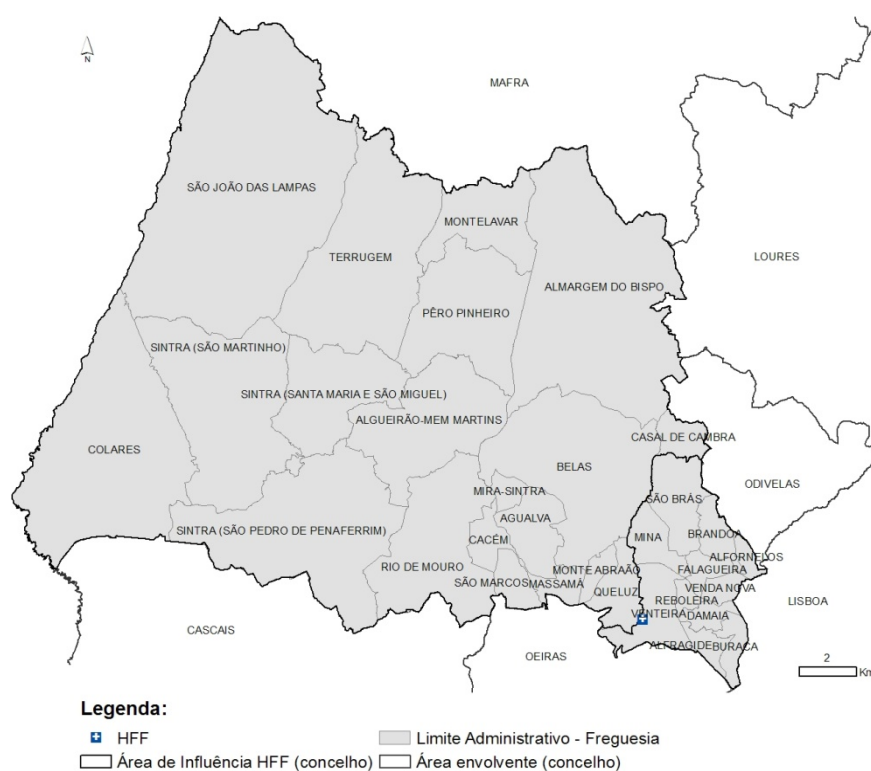 N
MAFRA
SÃO JOÃO DAS LAMPAS
MONTELAVAR
TERRUGEM
LOURES
ALMARGEM DO BISPO
PÊRO PINHEIRO
SINTRA (SÃO MARTINHO)
SINTRA (SANTA MARIA E SÃO MIGUEL)
ALGUEIRÃO-MEM MARTINS
CASAL DE CAMBRA
COLARES
BELAS
ODIVELAS
MIRA-SINTRA
SÃO BRÁS
AGUALVA
SINTRA (SÃO PEDRO DE PENAFERRIM)
CACÉM
MINA
BRANDOA
ALFORNELOS
RIO DE MOURO
MONTE ABRAÃO
FALAGUEIRA
SÃO MARCOS
MASSAMÁ
QUELUZ
VENDA NOVA
REBOLEIRA
LISBOA
VENTEIRA
DAMAIA
CASCAIS
ALFRAGIDE
BURACA
OEIRAS
2
Km
Legenda:
HFF
Limite Administrativo - Freguesia
Área de Influência HFF (concelho)
Área envolvente (concelho)